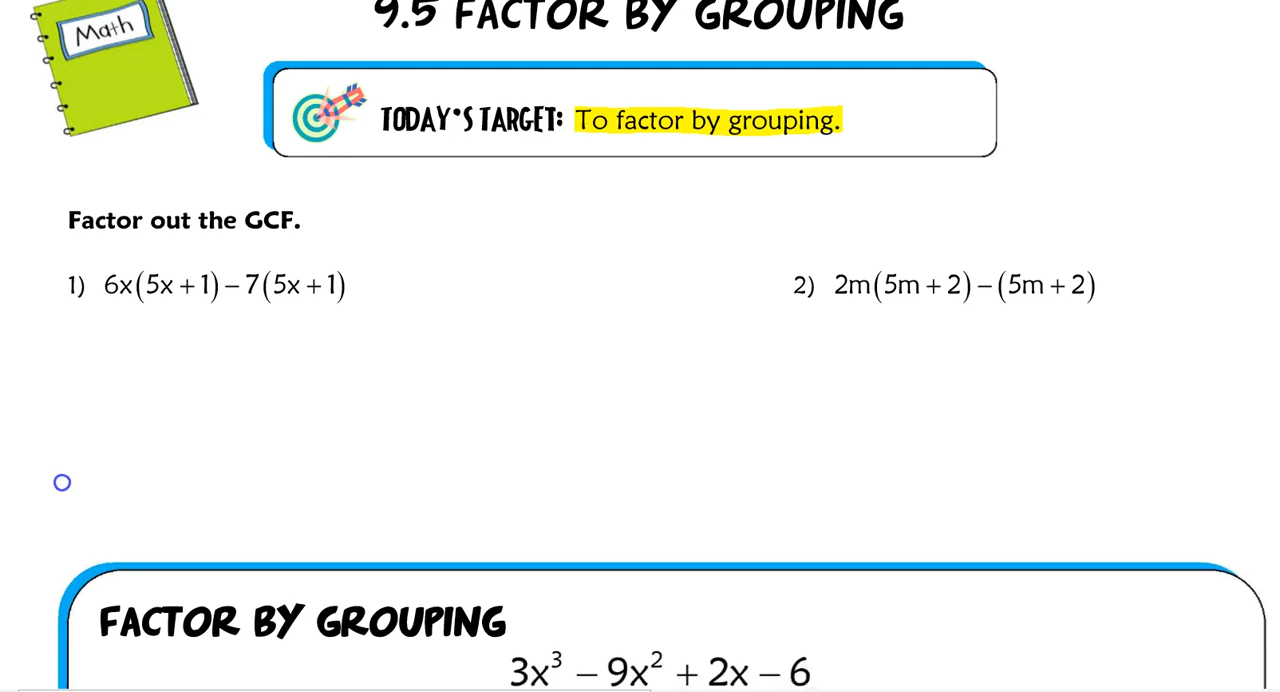 Math
9.5 FACTOR BY GROUPING
TODAY'S TARGET: To factor by grouping.
Factor out the GCF.
1) 6x(5x + 1) – 7(5x + 1)
2) 2m(5m + 2) – (5m + 2)
FACTOR BY GROUPING
3x³ – 9x² + 2x – 6